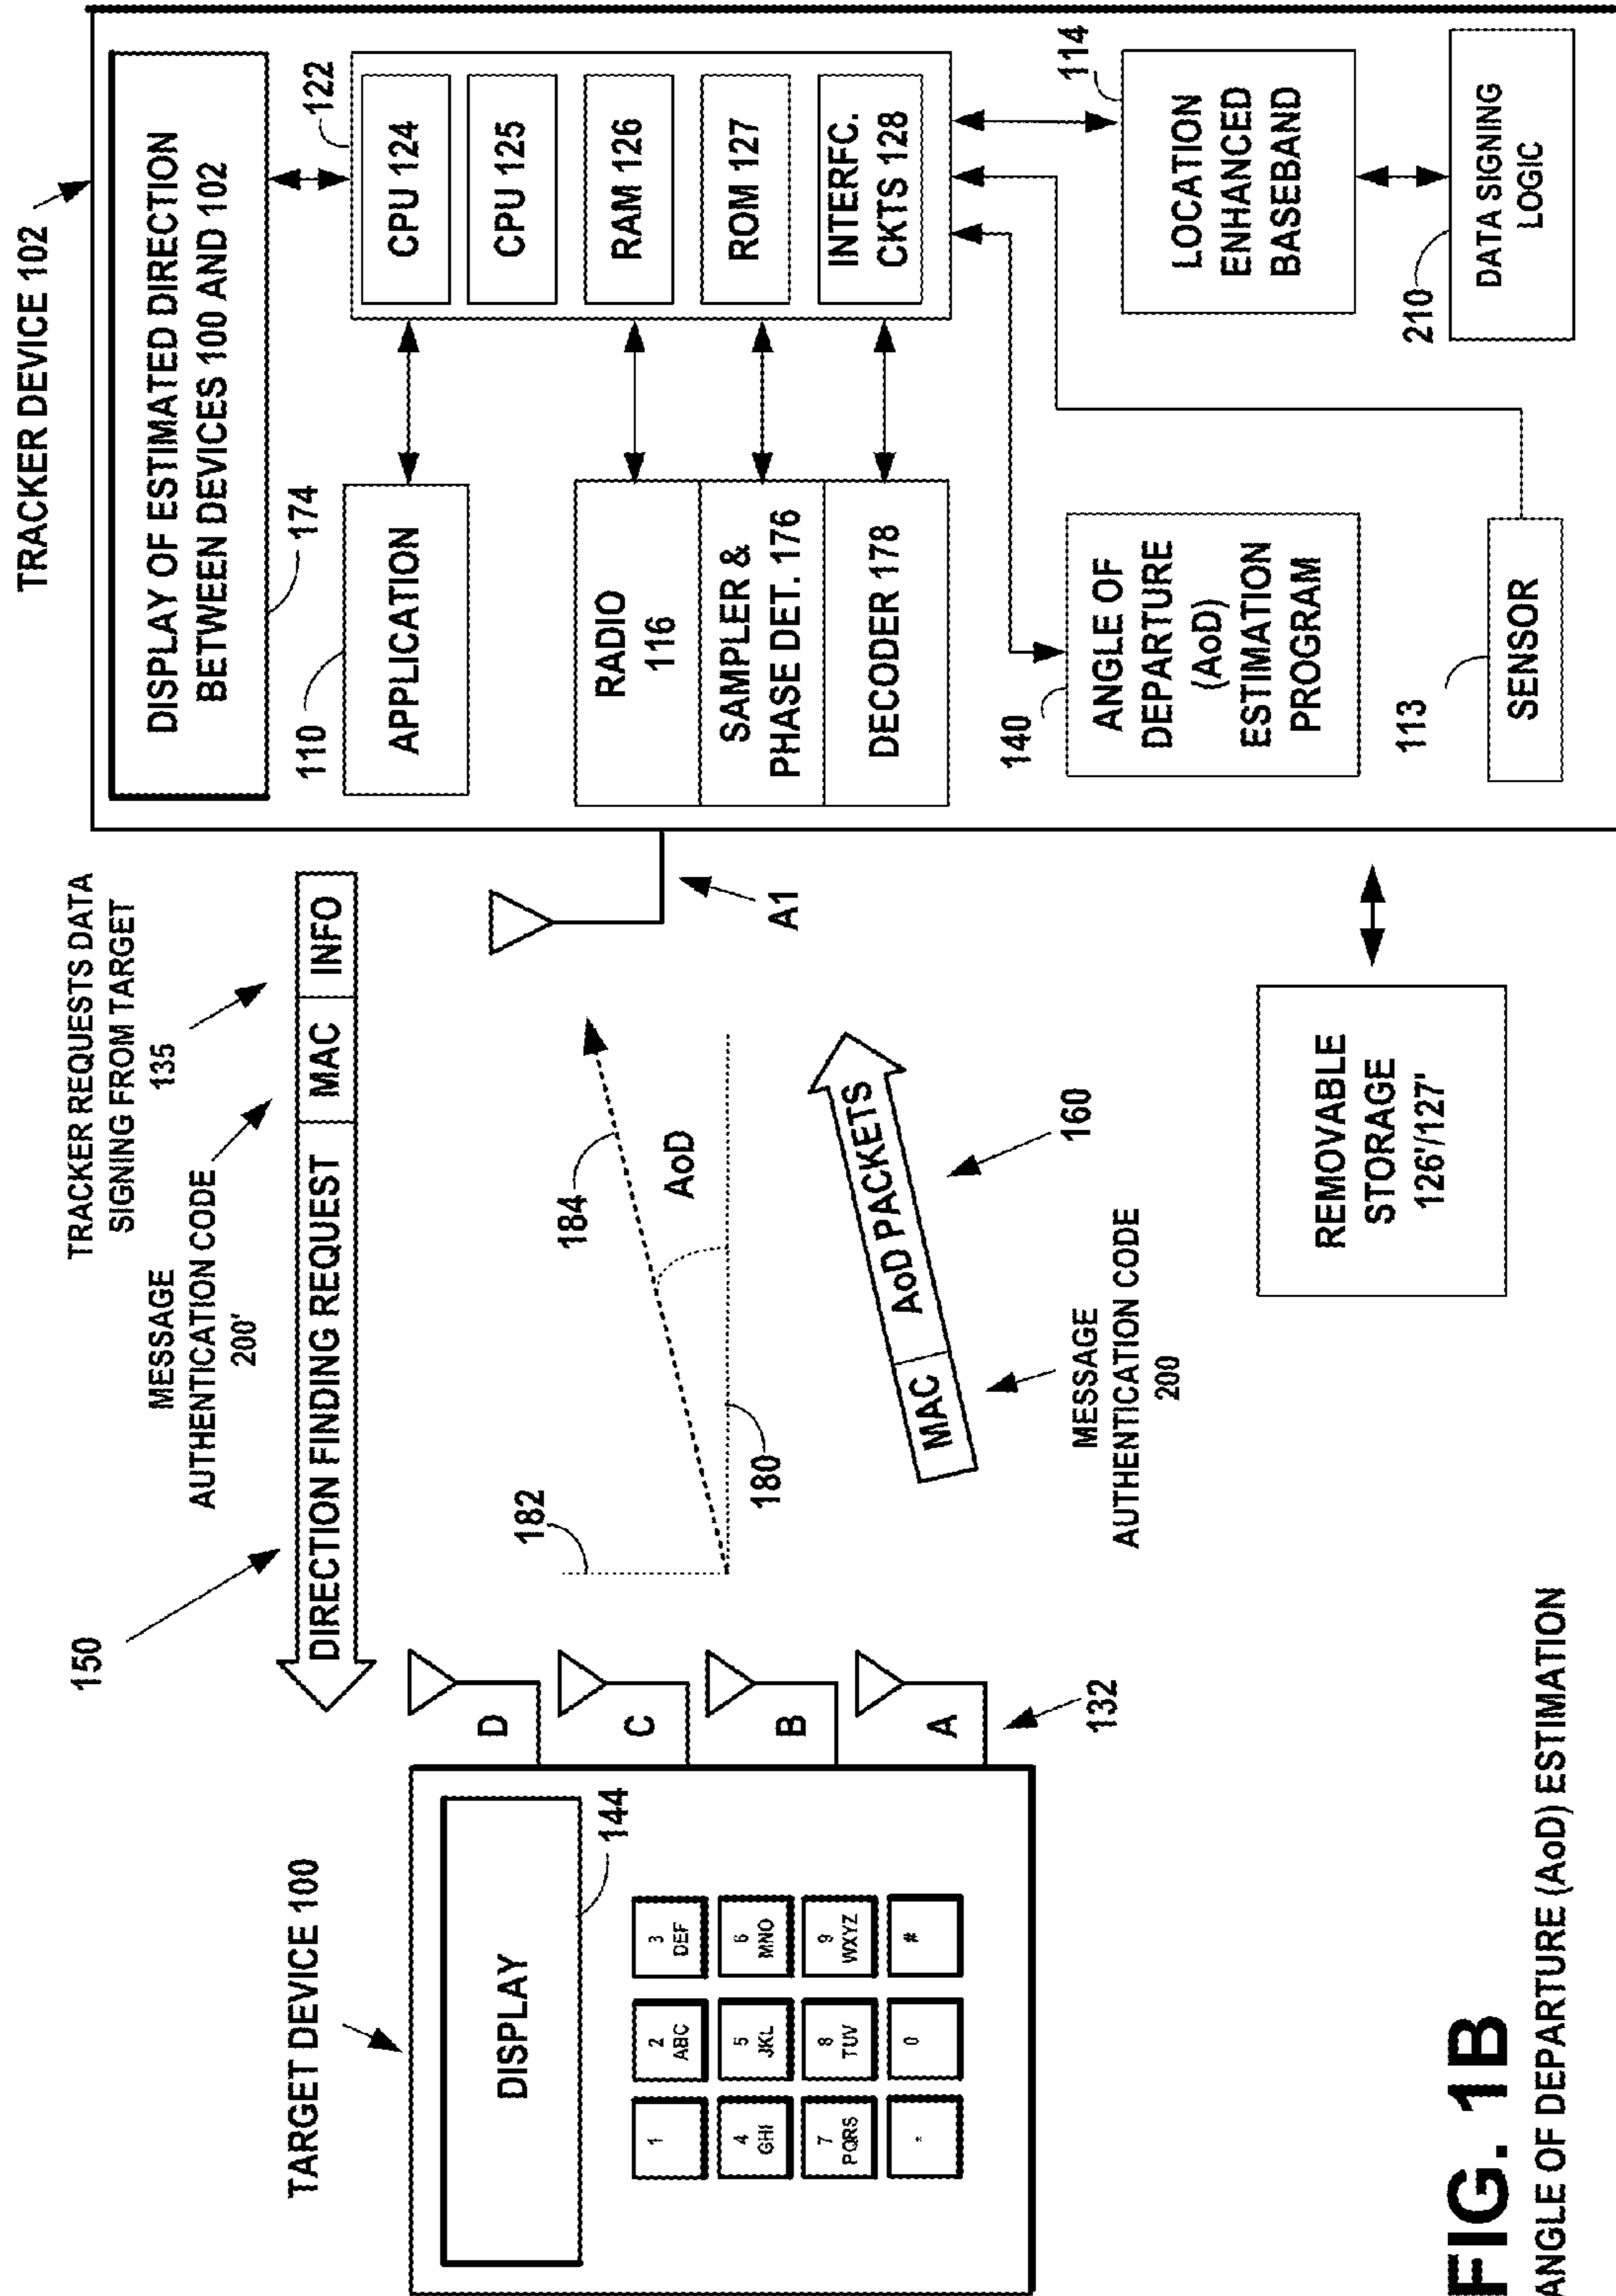 TARGET DEVICE 100
DISPLAY
144
1
2
ABC
3
DEF
4
GHI
5
JKL
6
MNO
7
PQRS
8
TUV
9
WXYZ
0
#
D
C
B
A
132
150
DIRECTION FINDING REQUEST
MAC
INFO
MESSAGE
AUTHENTICATION CODE
200'
TRACKER REQUESTS DATA
SIGNING FROM TARGET
135
182
184
180
AoD
MAC
AoD PACKETS
160
MESSAGE
AUTHENTICATION CODE
200
A1
REMOVABLE
STORAGE
126'/127'
TRACKER DEVICE 102
DISPLAY OF ESTIMATED DIRECTION
BETWEEN DEVICES 100 AND 102
174
110
APPLICATION
122
CPU 124
CPU 125
RAM 126
ROM 127
INTERFC.
CKTS 128
RADIO
116
SAMPLER &
PHASE DET. 176
DECODER 178
140
ANGLE OF
DEPARTURE
(AoD)
ESTIMATION
PROGRAM
113
SENSOR
114
LOCATION
ENHANCED
BASEBAND
210
DATA SIGNING
LOGIC
FIG. 1B
ANGLE OF DEPARTURE (AoD) ESTIMATION